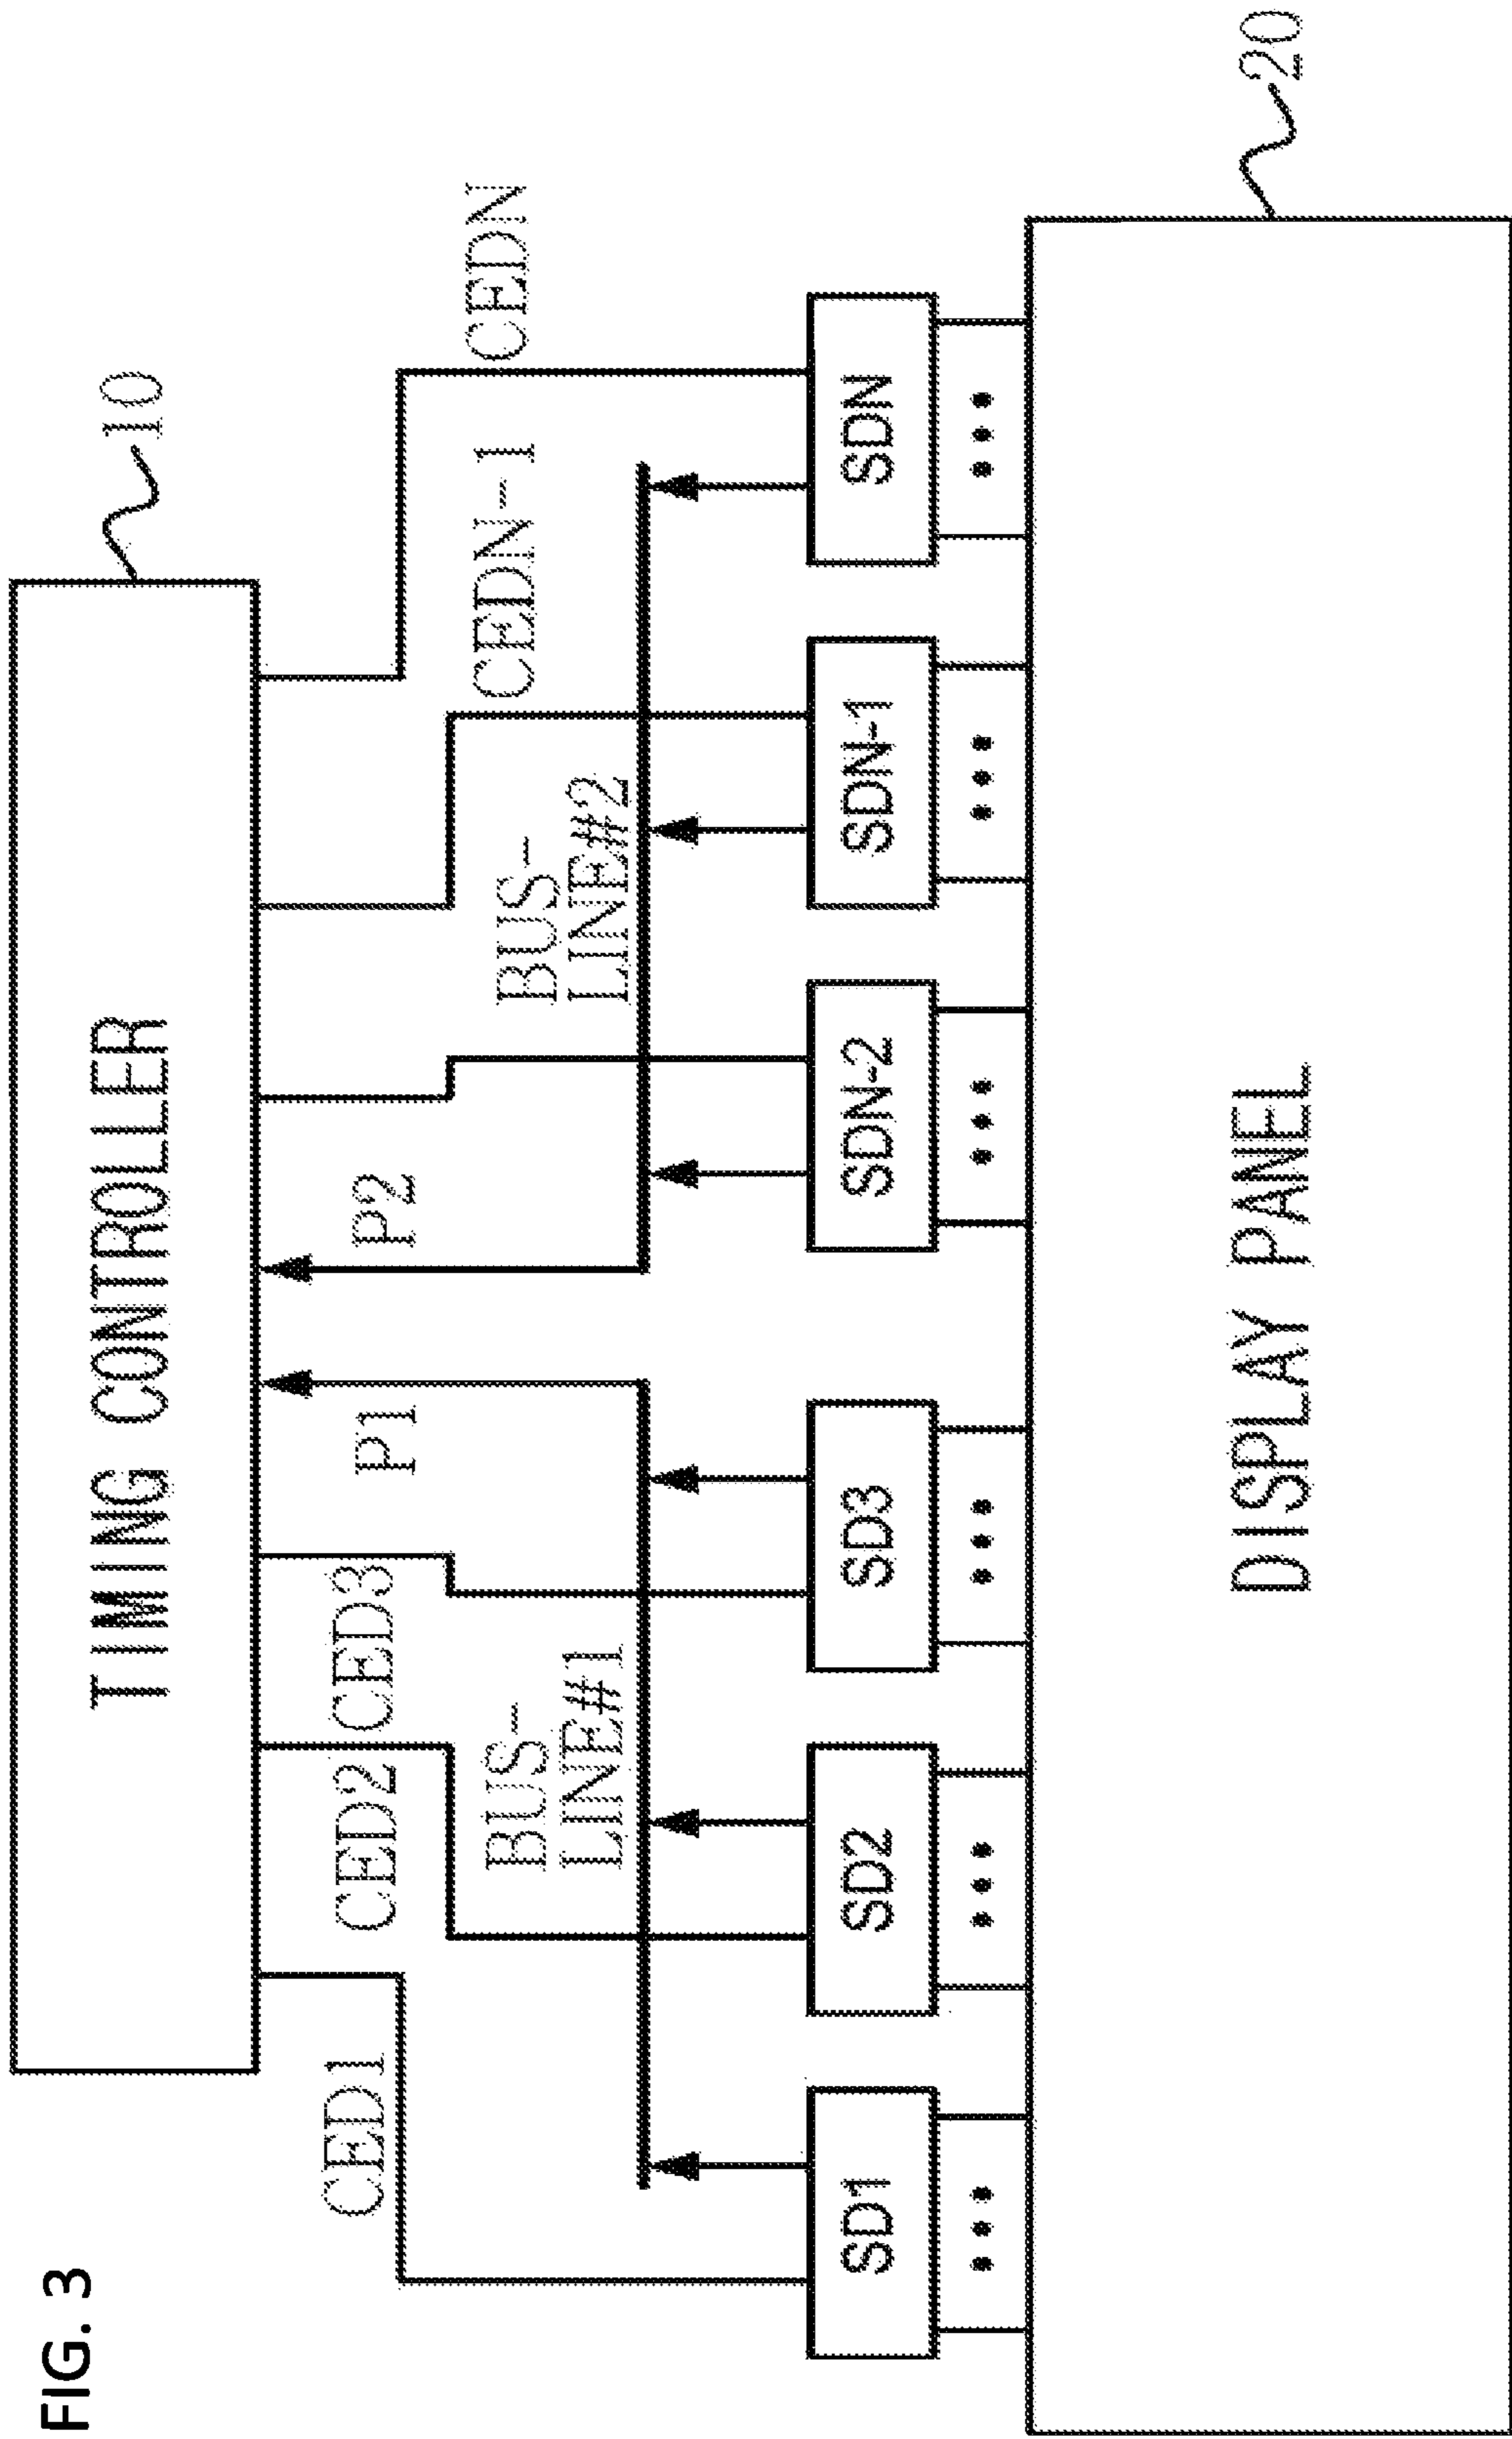 FIG. 3
TIMING CONTROLLER
10
CED1
CED2
CED3
P1
P2
CEDN-1
CEDN
BUS-
LINE#1
BUS-
LINE#2
SD1
SD2
SD3
SDN-2
SDN-1
SDN
DISPLAY PANEL
20